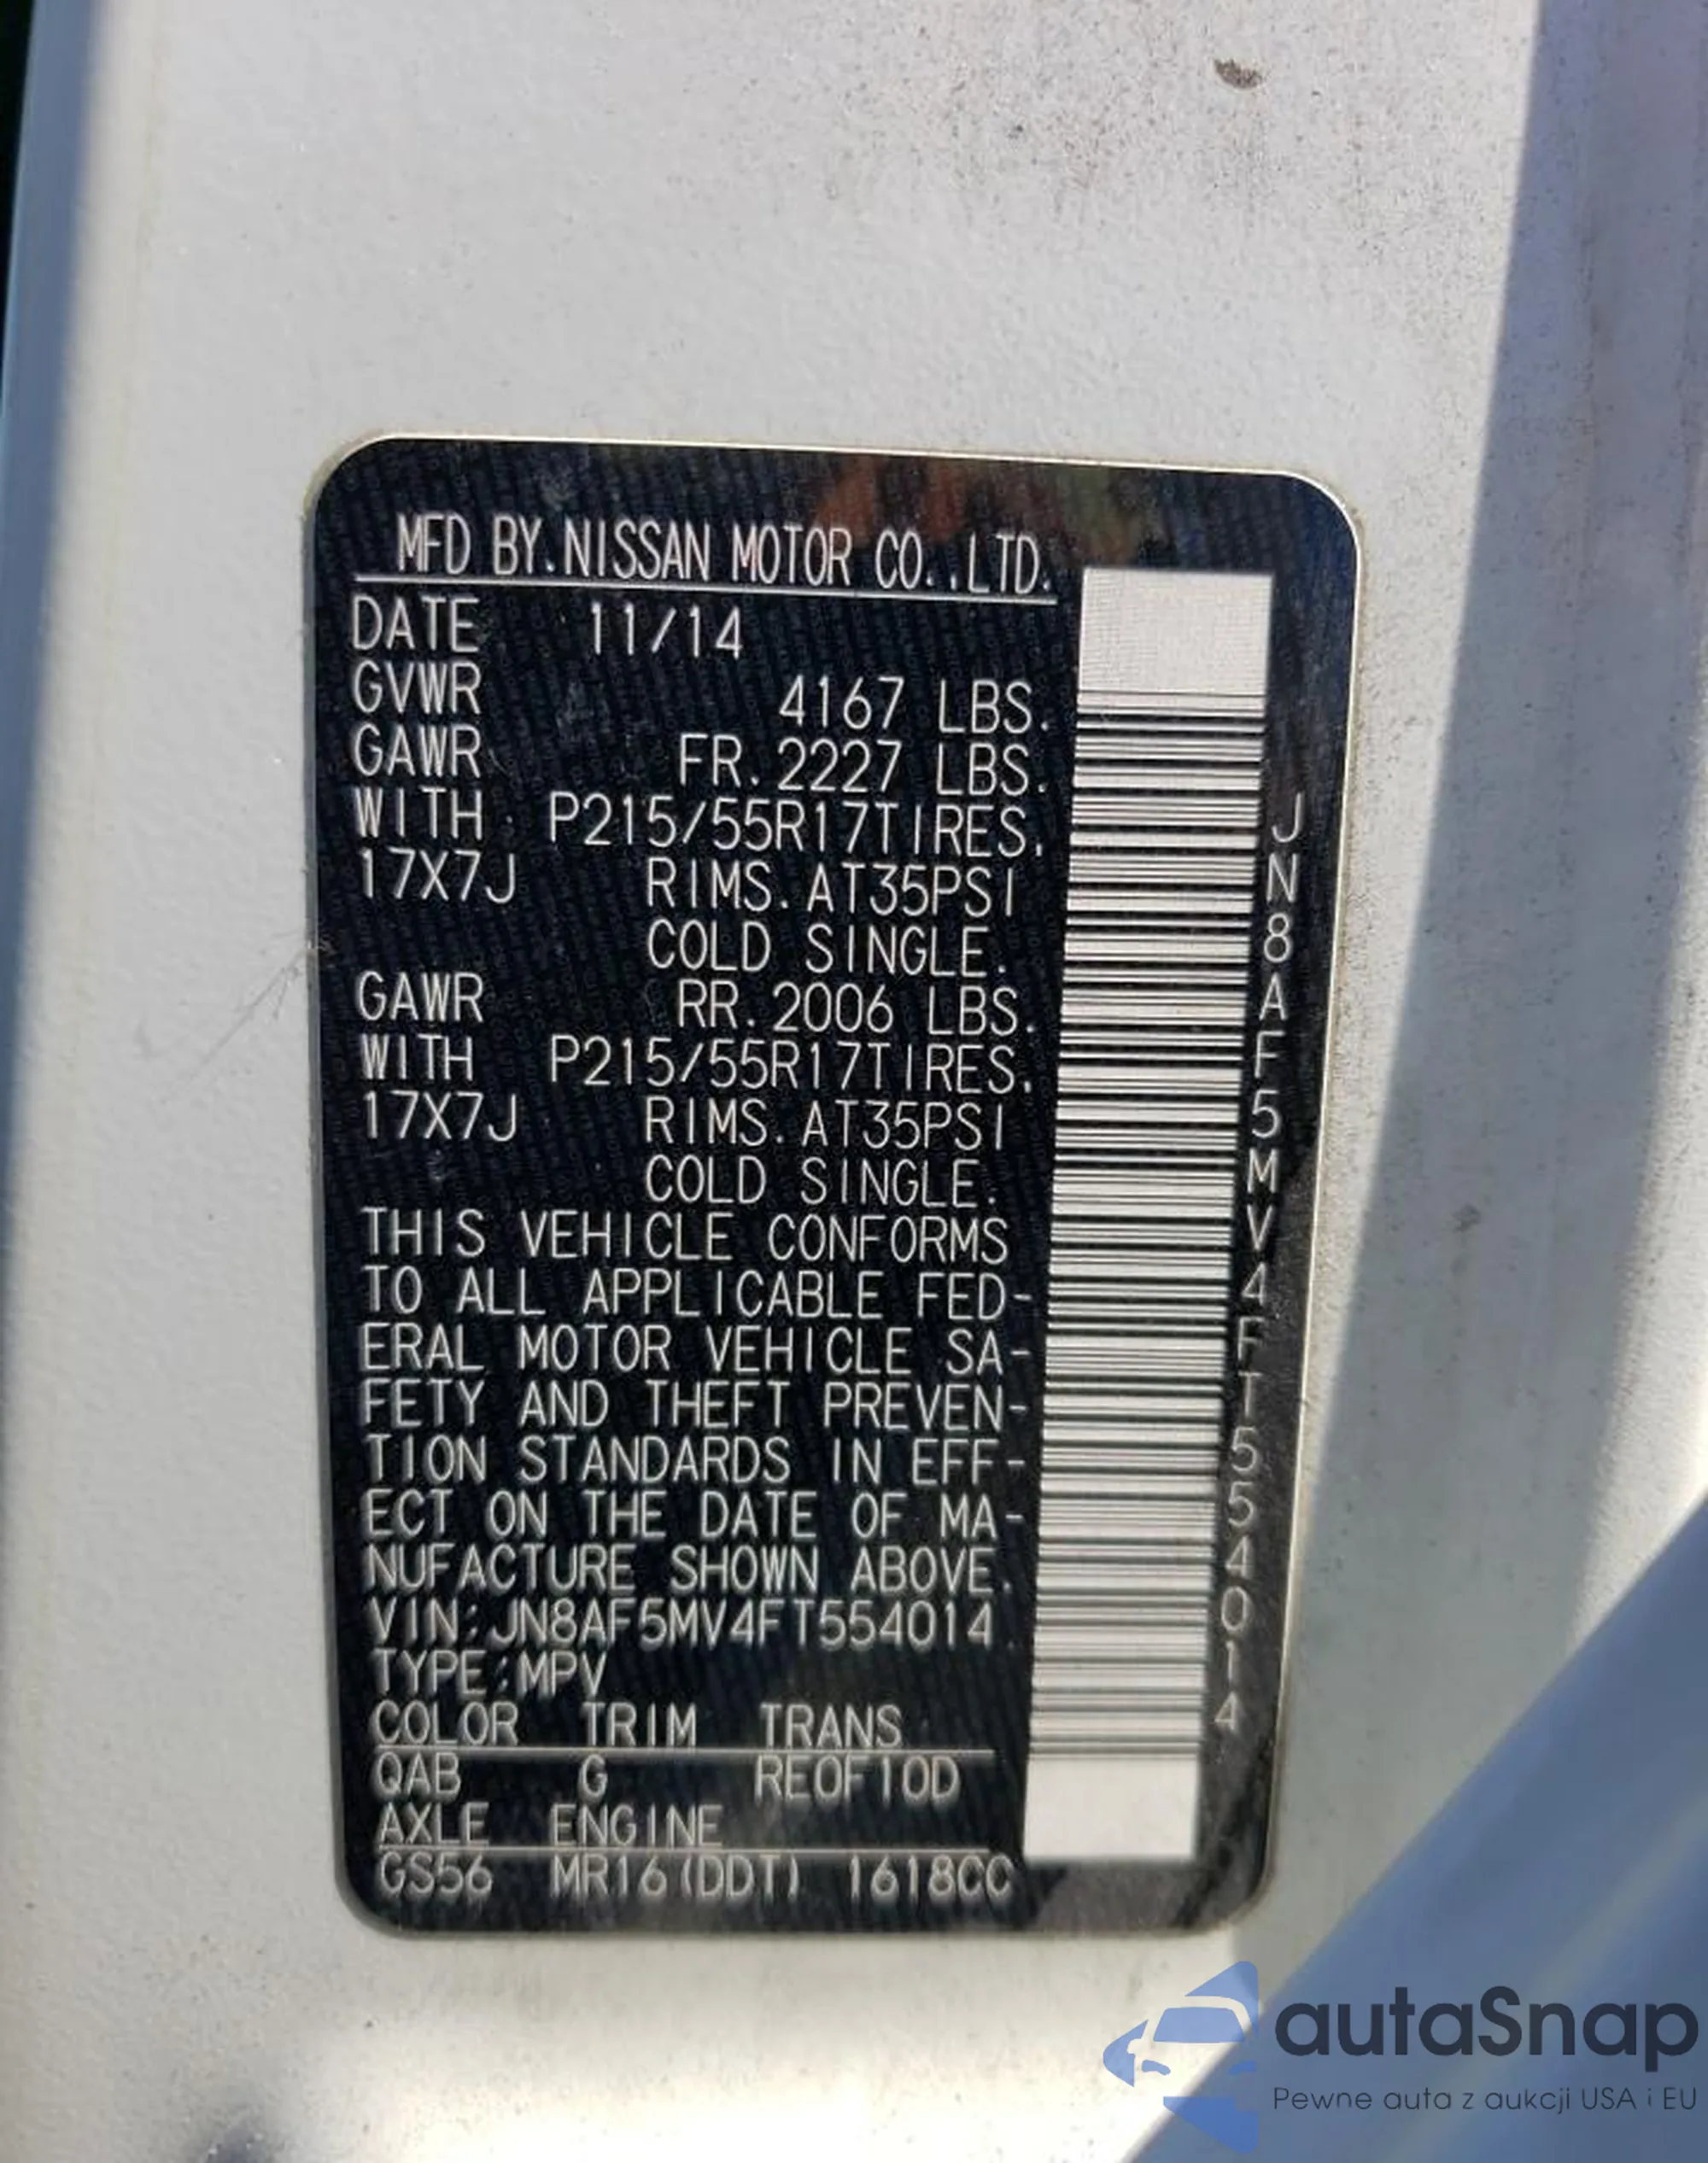 MFD BY.NISSAN MOTOR CO.,LTD.
DATE 11/14
GVWR 4167 LBS.
GAWR FR.2227 LBS.
WITH P215/55R17TIRES.
17X7J RIMS.AT35PSI
COLD SINGLE.
GAWR RR.2006 LBS.
WITH P215/55R17TIRES.
17X7J RIMS.AT35PSI
COLD SINGLE.
THIS VEHICLE CONFORMS
TO ALL APPLICABLE FED-
ERAL MOTOR VEHICLE SA-
FETY AND THEFT PREVEN-
TION STANDARDS IN EFF-
ECT ON THE DATE OF MA-
NUFACTURE SHOWN ABOVE.
VIN:JN8AF5MV4FT554014
TYPE:MPV
COLOR TRIM TRANS
QAB G RE0F10D
AXLE ENGINE
GS56 MR16(DDT) 1618CC
JN8AF5MV4FT554014
autaSnap
Pewne auta z aukcji USA i EU